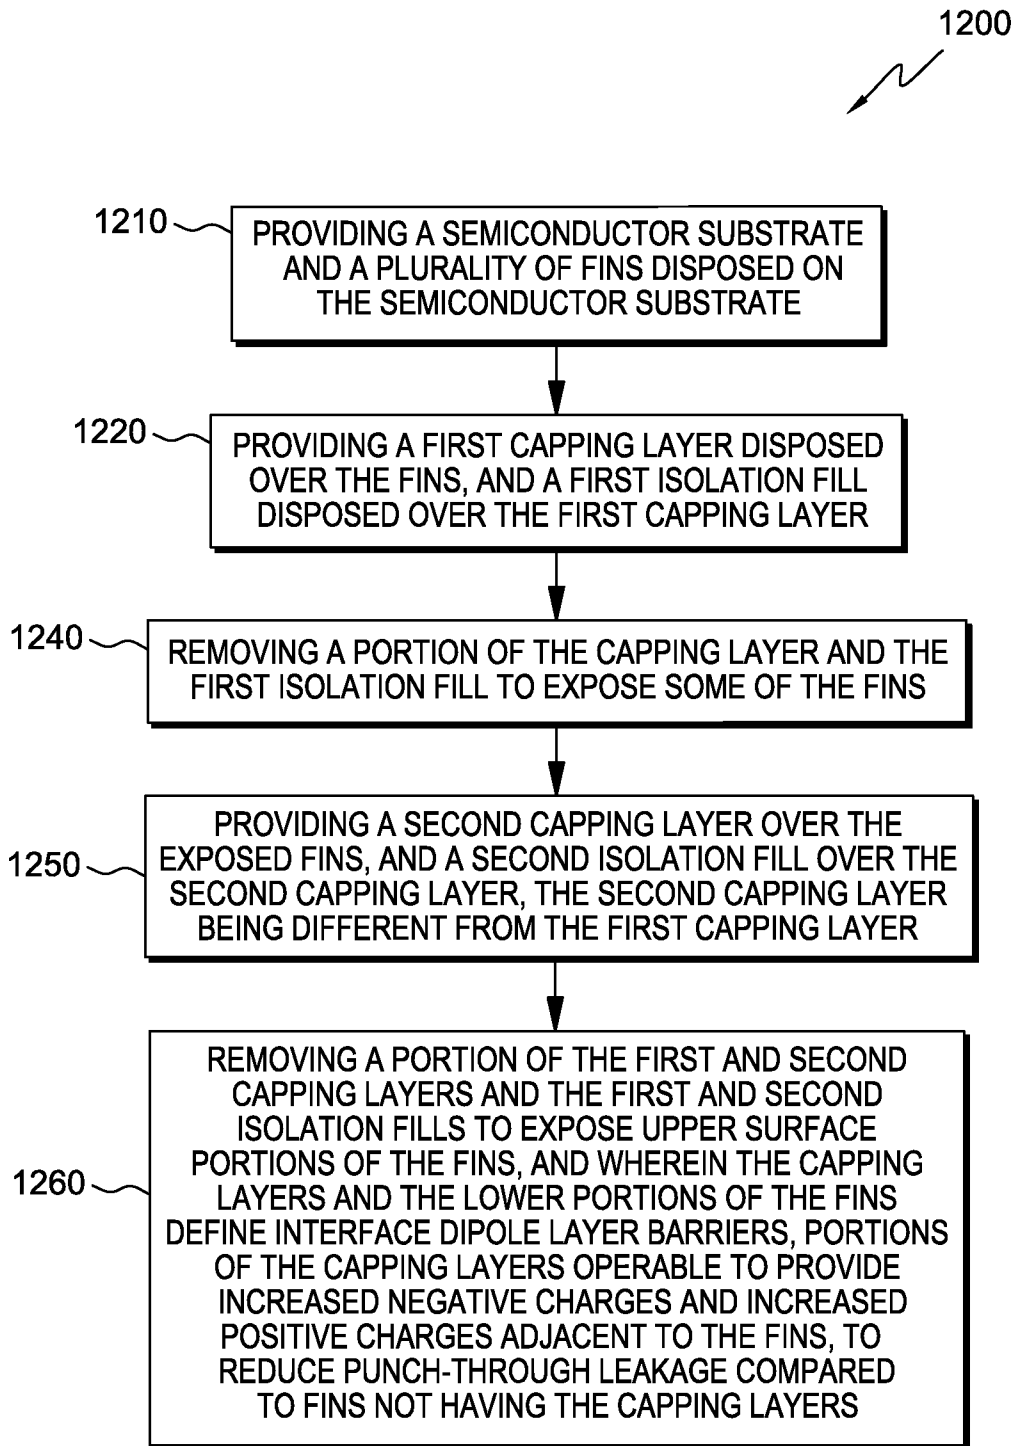 1200
1210
PROVIDING A SEMICONDUCTOR SUBSTRATE
AND A PLURALITY OF FINS DISPOSED ON
THE SEMICONDUCTOR SUBSTRATE.
1220
PROVIDING A FIRST CAPPING LAYER DISPOSED
OVER THE FINS, AND A FIRST ISOLATION FILL
DISPOSED OVER THE FIRST CAPPING LAYER
1240
REMOVING A PORTION OF THE CAPPING LAYER AND THE
FIRST ISOLATION FILL TO EXPOSE SOME OF THE FINS
1250
PROVIDING A SECOND CAPPING LAYER OVER THE
EXPOSED FINS, AND A SECOND ISOLATION FILL OVER THE
SECOND CAPPING LAYER, THE SECOND CAPPING LAYER
BEING DIFFERENT FROM THE FIRST CAPPING LAYER
1260
REMOVING A PORTION OF THE FIRST AND SECOND
CAPPING LAYERS AND THE FIRST AND SECOND
ISOLATION FILLS TO EXPOSE UPPER SURFACE
PORTIONS OF THE FINS, AND WHEREIN THE CAPPING
LAYERS AND THE LOWER PORTIONS OF THE FINS
DEFINE INTERFACE DIPOLE LAYER BARRIERS, PORTIONS
OF THE CAPPING LAYERS OPERABLE TO PROVIDE
INCREASED NEGATIVE CHARGES AND INCREASED
POSITIVE CHARGES ADJACENT TO THE FINS, TO
REDUCE PUNCH-THROUGH LEAKAGE COMPARED
TO FINS NOT HAVING THE CAPPING LAYERS